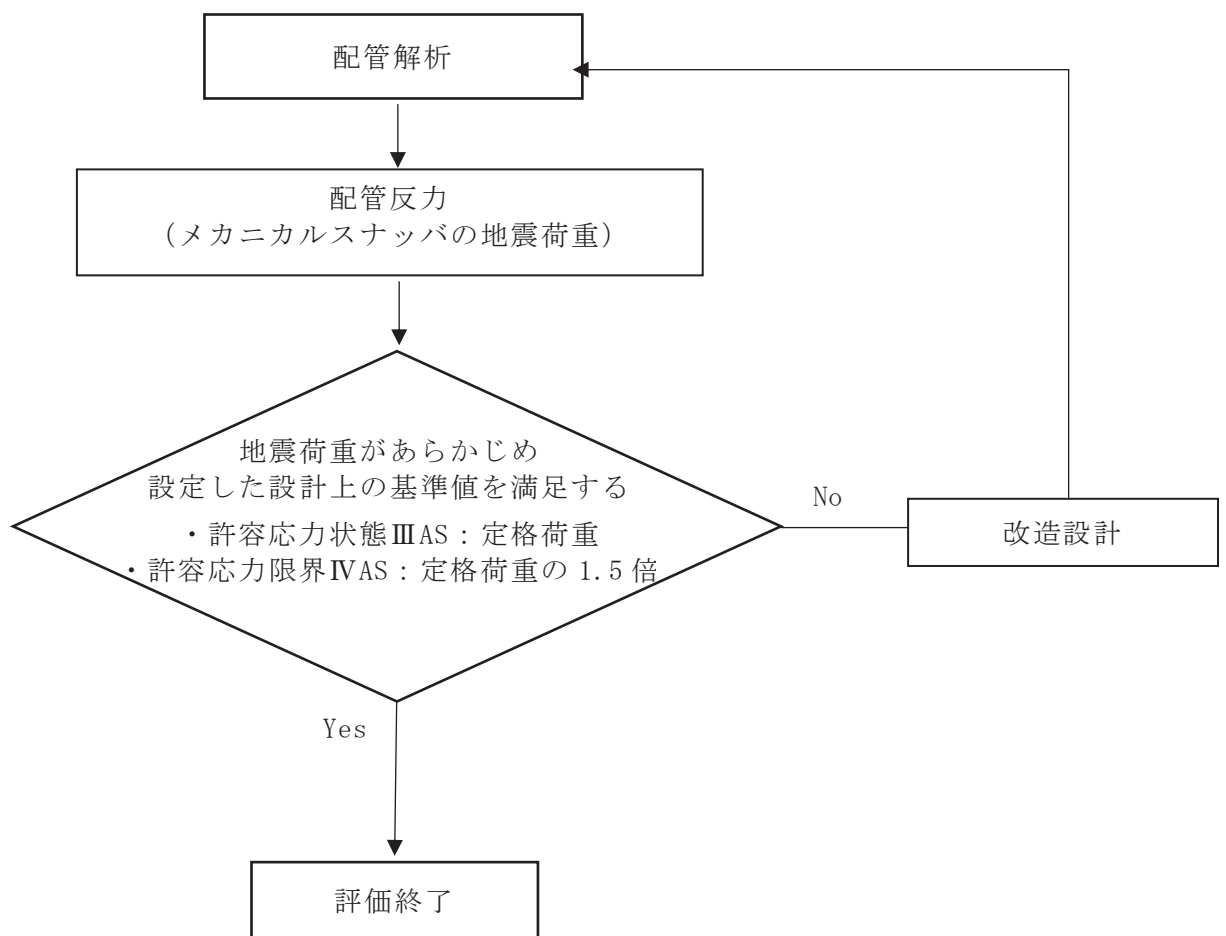 配管解析
配管反力
（メカニカルスナッバの地震荷重）
地震荷重があらかじめ
設定した設計上の基準値を満足する
・許容応力状態ⅢAS：定格荷重
・許容応力限界ⅣAS：定格荷重の 1.5 倍
No
改造設計
Yes
評価終了